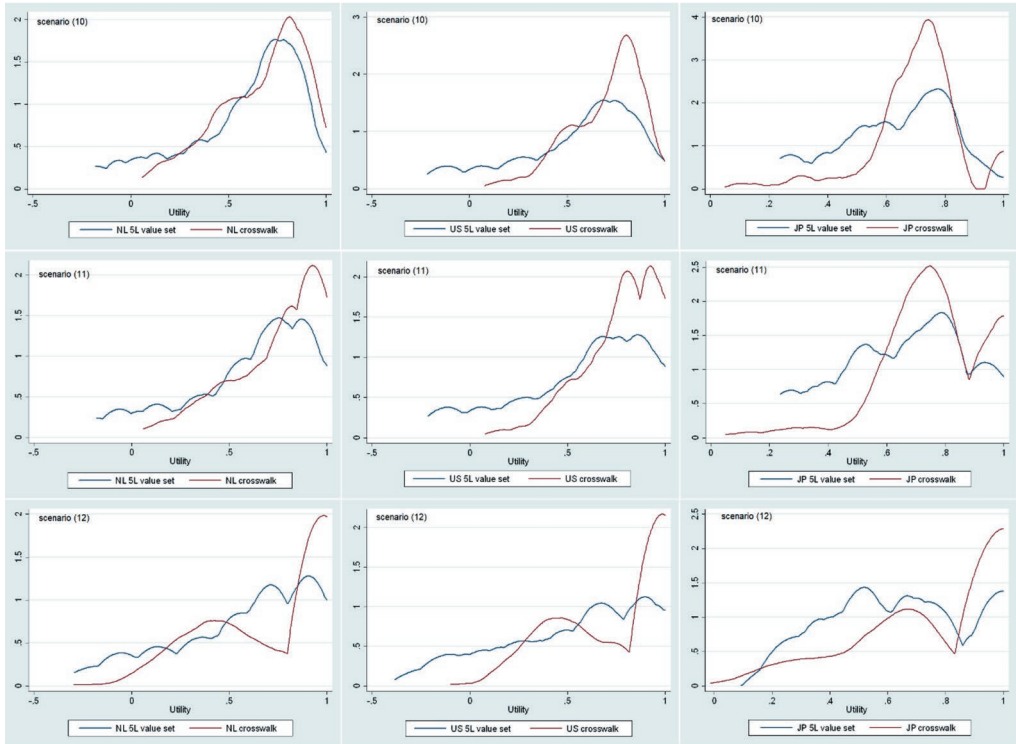 scenario (10)
2
1.5
1
.5
0
-.5 0 .5 1
Utility
NL 5L value set NL crosswalk
scenario (10)
3
2
1
0
-.5 0 .5 1
Utility
US 5L value set US crosswalk
scenario (10)
4
3
2
1
0
0 .2 .4 .6 .8 1
Utility
JP 5L value set JP crosswalk
scenario (11)
2
1.5
1
.5
0
-.5 0 .5 1
Utility
NL 5L value set NL crosswalk
scenario (11)
2
1.5
1
.5
0
-.5 0 .5 1
Utility
US 5L value set US crosswalk
scenario (11)
2.5
2
1.5
1
.5
0
0 .2 .4 .6 .8 1
Utility
JP 5L value set JP crosswalk
scenario (12)
2
1.5
1
.5
0
-.5 0 .5 1
Utility
NL 5L value set NL crosswalk
scenario (12)
2
1.5
1
.5
0
-.5 0 .5 1
Utility
US 5L value set US crosswalk
scenario (12)
2.5
2
1.5
1
.5
0
0 .2 .4 .6 .8 1
Utility
JP 5L value set JP crosswalk